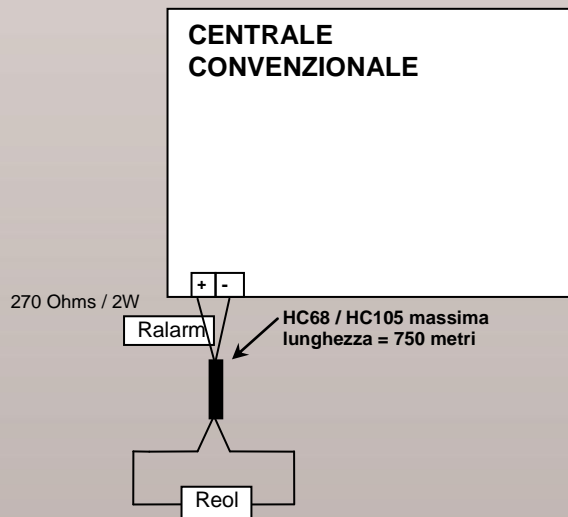 CENTRALE
CONVENZIONALE
+ -
270 Ohms / 2W
Ralarm
HC68 / HC105 massima
lunghezza = 750 metri
Reol